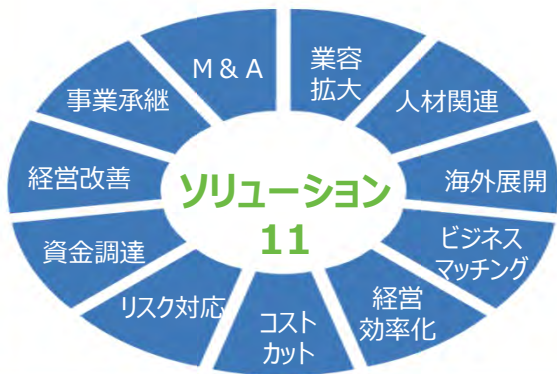 M&A
業容
拡大
人材関連
海外展開
ビジネス
マッチング
経営
効率化
コスト
カット
リスク対応
資金調達
経営改善
事業承継
ソリューション
11